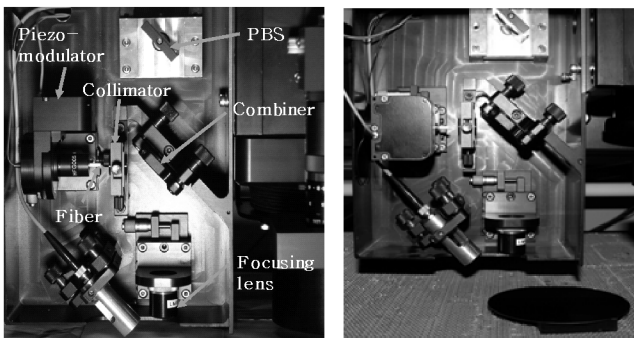 Piezo-
modulator
PBS
Collimator
Combiner
Fiber
Focusing
lens